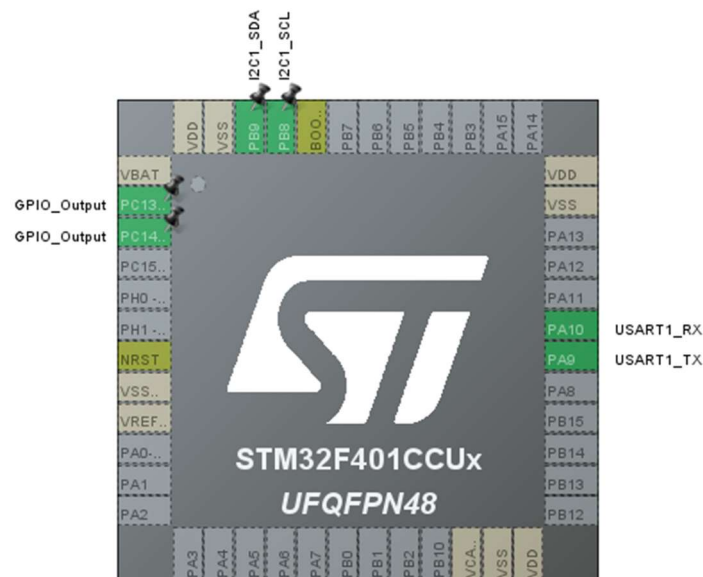 I2C1_SDA
I2C1_SCL
VDD
VSS
PB9
PB8
BOO..
PB7
PB6
PB5
PB4
PB3
PA15
PA14
VBAT
GPIO_Output PC13..
GPIO_Output PC14..
PC15..
PH0 -..
PH1 -..
NRST
VSS..
VREF..
PA0-..
PA1
PA2
VDD
VSS
PA13
PA12
PA11
PA10 USART1_RX
PA9 USART1_TX
PA8
PB15
PB14
PB13
PB12
ST
STM32F401CCUx
UFQFPN48
PA3
PA4
PA5
PA6
PA7
PB0
PB1
PB2
PB10
VCA..
VSS
VDD